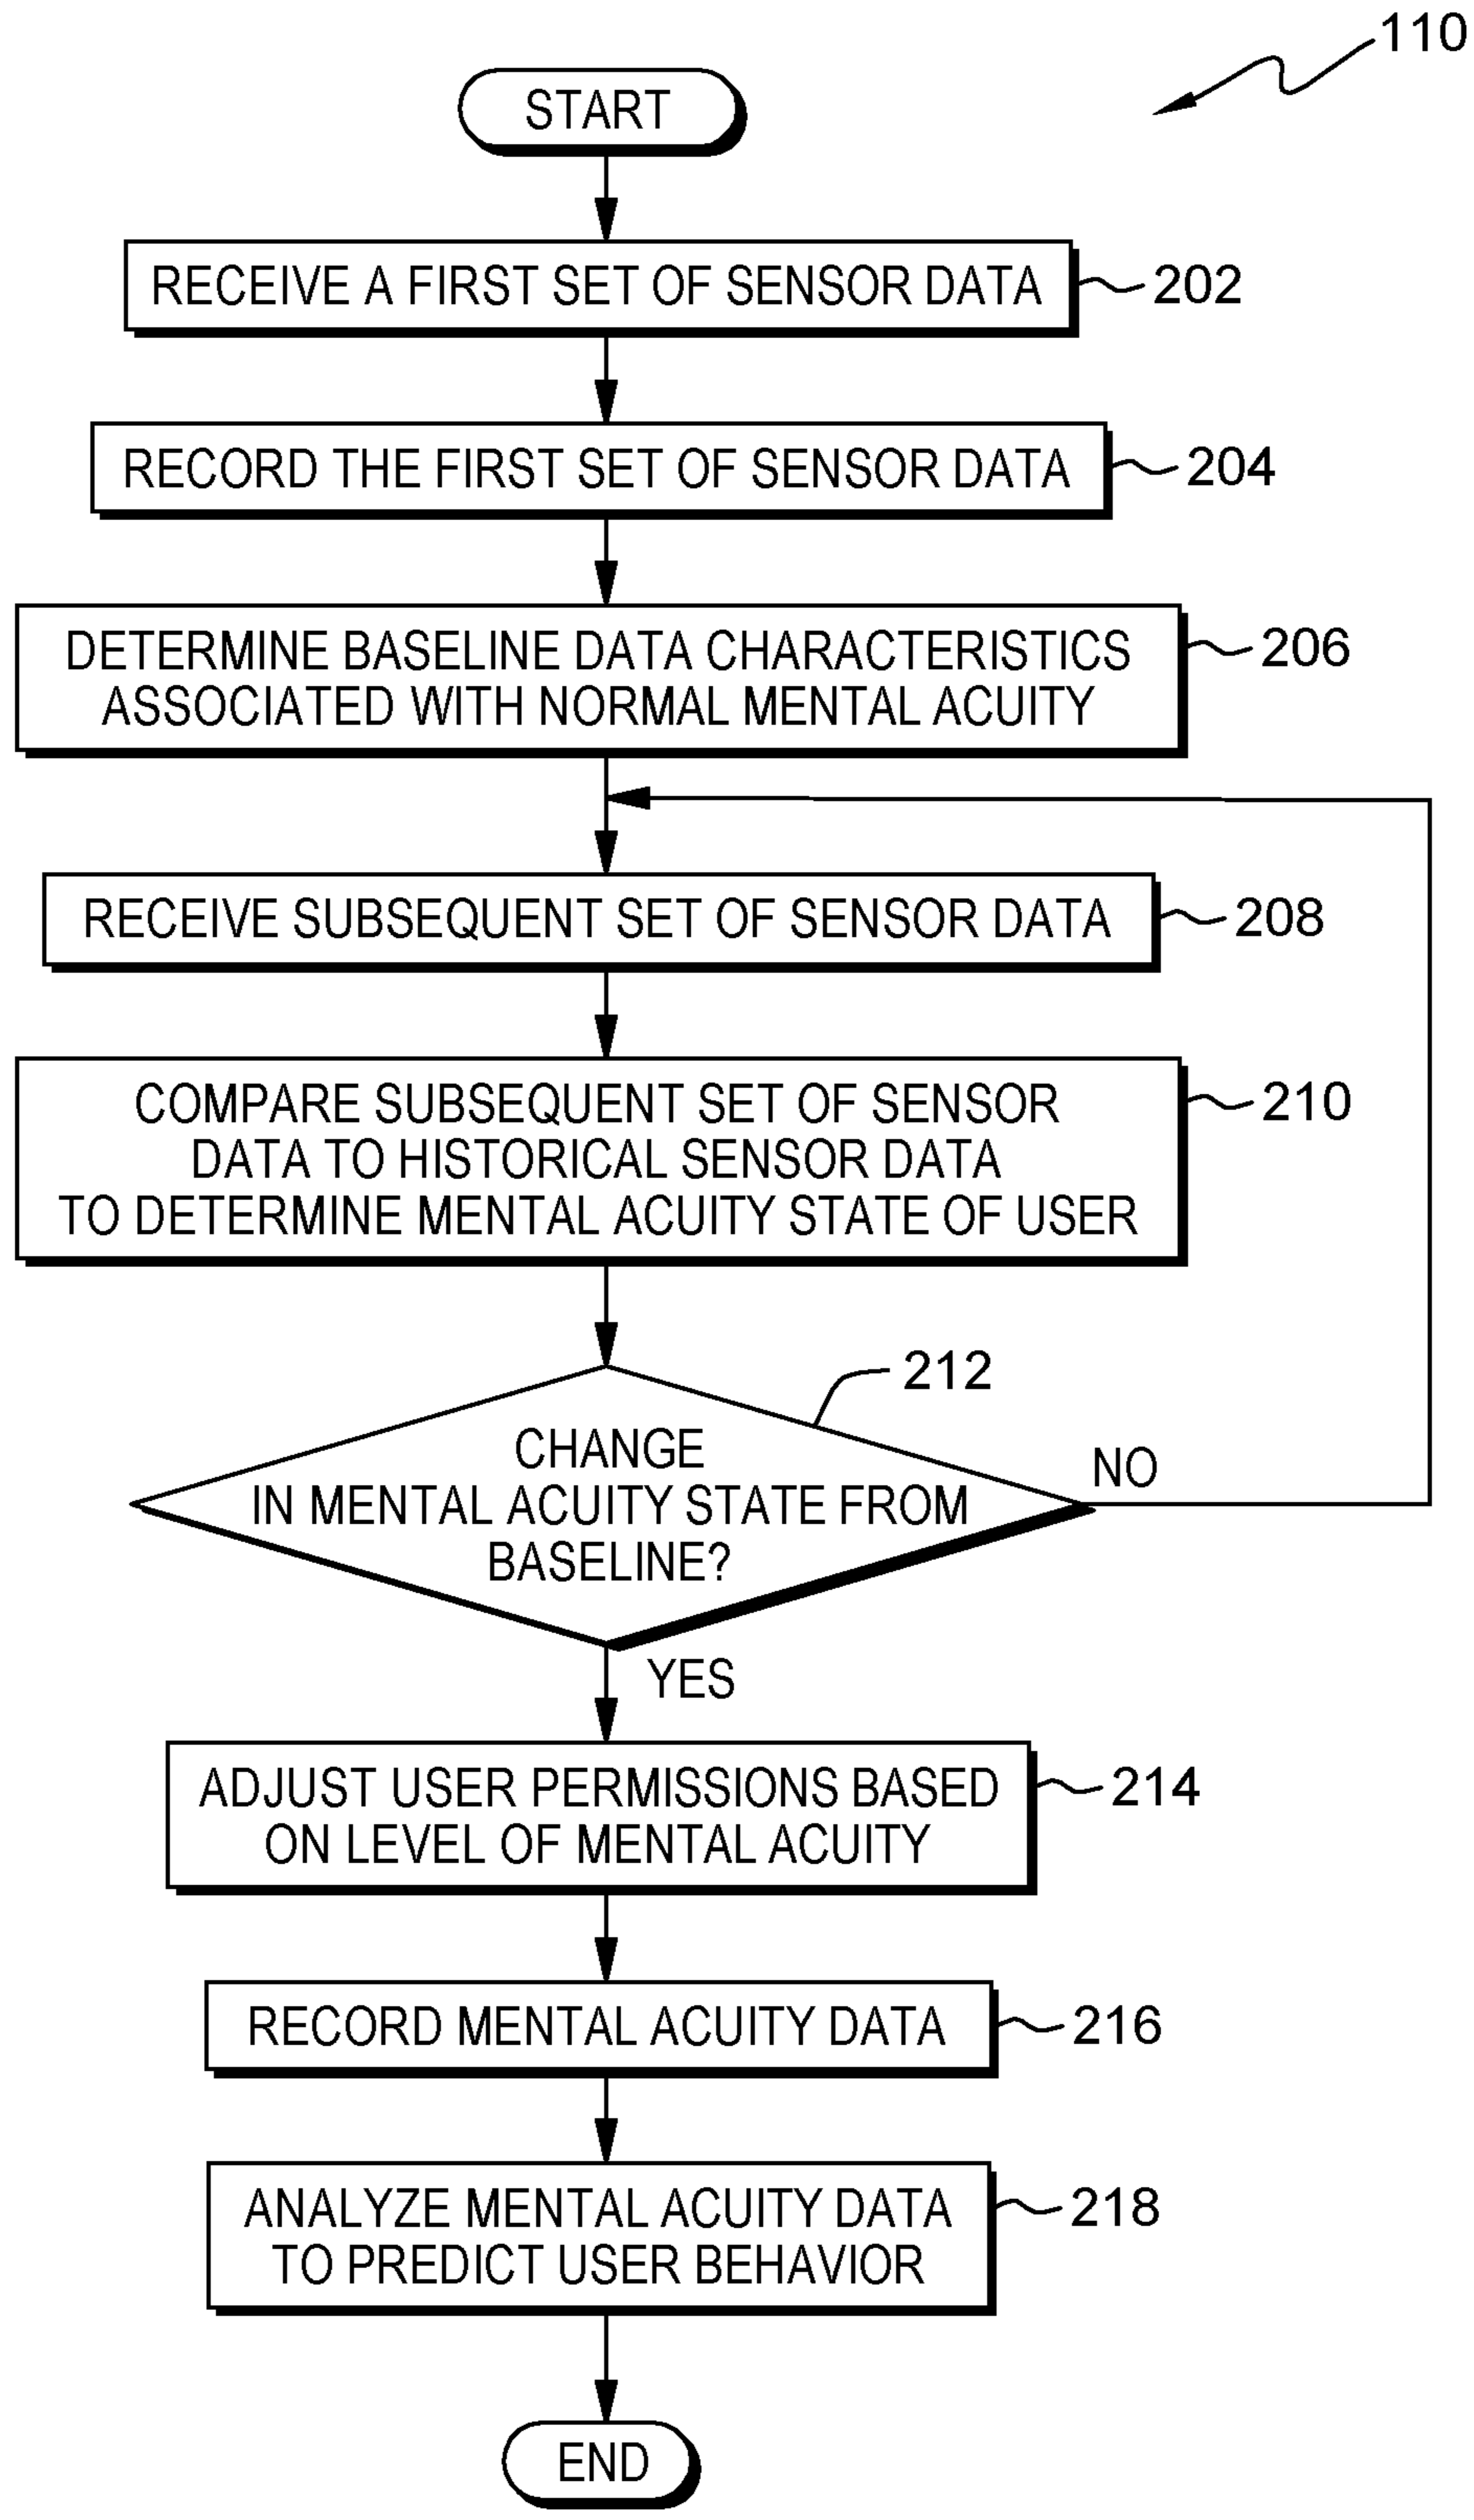 110
START
RECEIVE A FIRST SET OF SENSOR DATA
202
RECORD THE FIRST SET OF SENSOR DATA
204
DETERMINE BASELINE DATA CHARACTERISTICS
ASSOCIATED WITH NORMAL MENTAL ACUITY
206
RECEIVE SUBSEQUENT SET OF SENSOR DATA
208
COMPARE SUBSEQUENT SET OF SENSOR
DATA TO HISTORICAL SENSOR DATA
TO DETERMINE MENTAL ACUITY STATE OF USER
210
212
CHANGE
IN MENTAL ACUITY STATE FROM
BASELINE?
NO
YES
ADJUST USER PERMISSIONS BASED
ON LEVEL OF MENTAL ACUITY
214
RECORD MENTAL ACUITY DATA
216
ANALYZE MENTAL ACUITY DATA
TO PREDICT USER BEHAVIOR
218
END